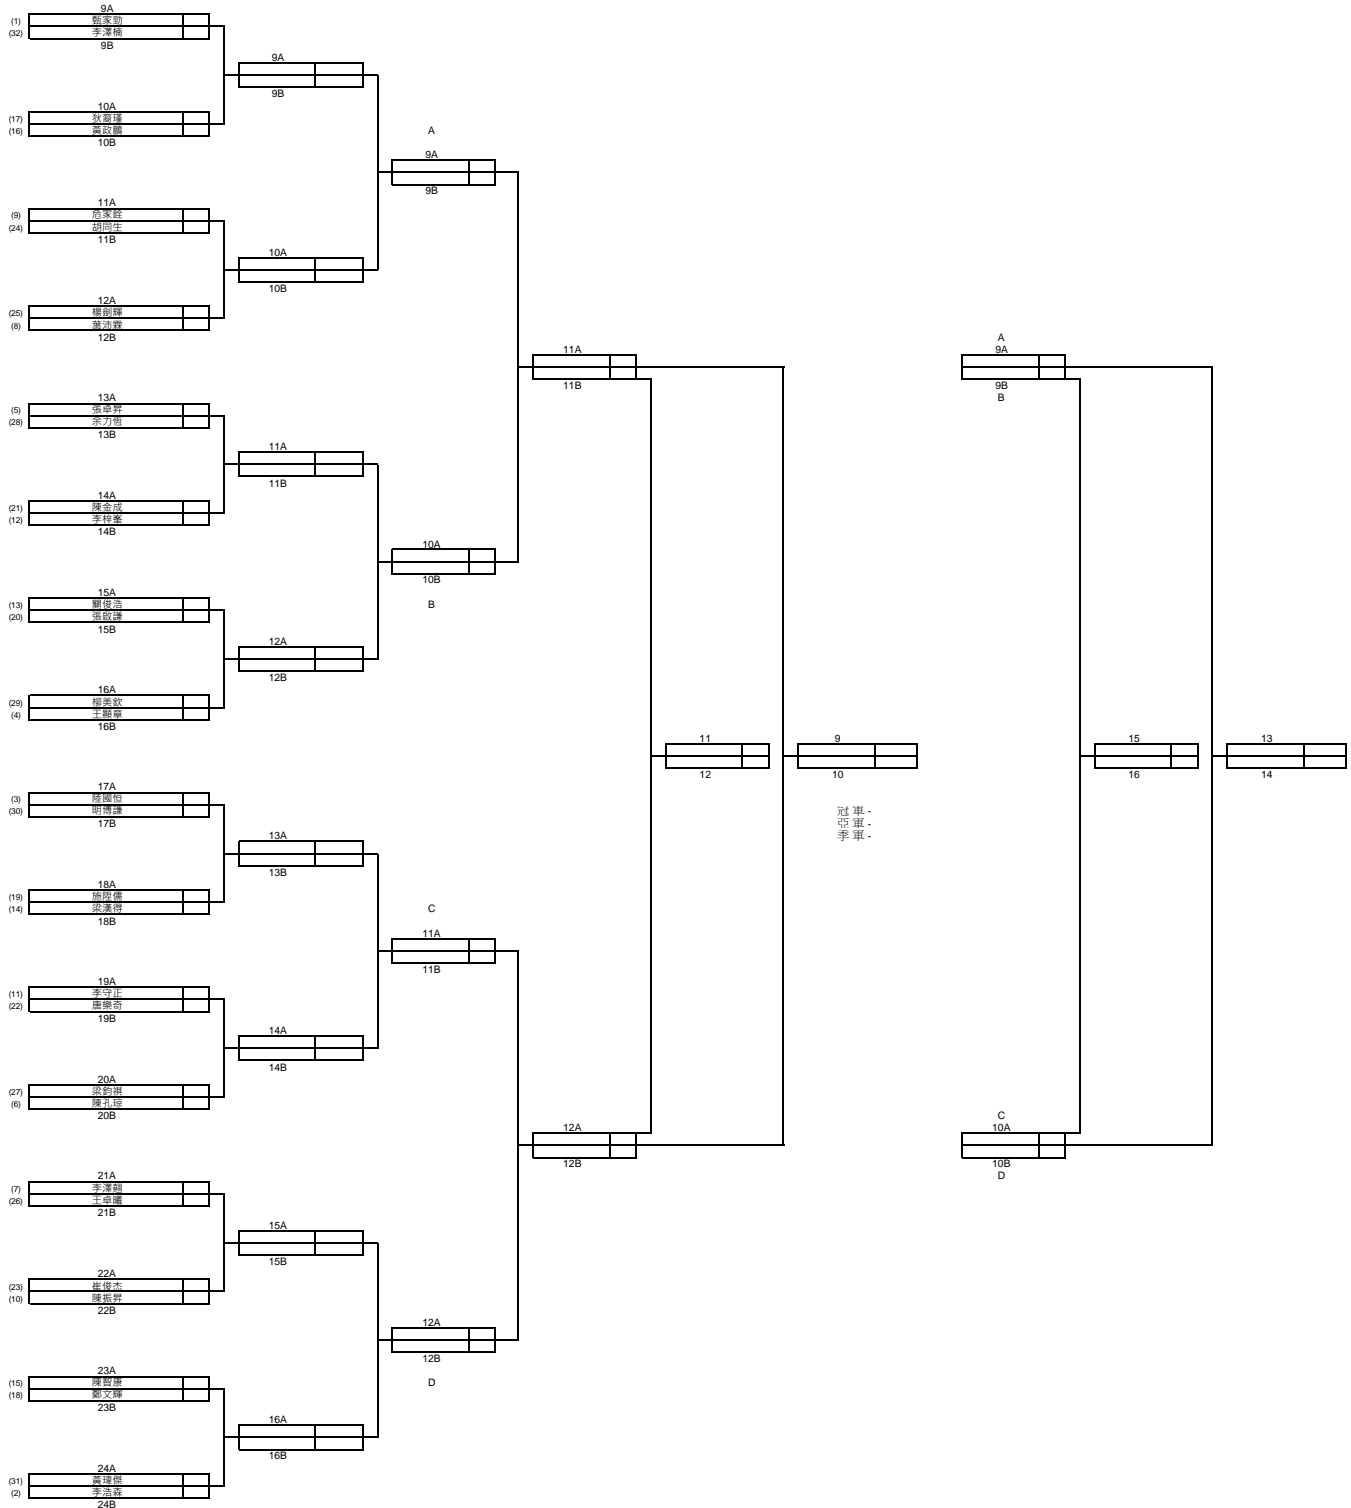 9A
(1) 甄家勁
(32) 李澤楠
9B
10A
(17) 狄裔瑾
(16) 黃政鵬
10B
11A
(9) 危家銓
(24) 胡同生
11B
12A
(25) 楊劍輝
(8) 葉沛霖
12B
13A
(5) 張卓昇
(28) 余力恆
13B
14A
(21) 陳金成
(12) 李梓峯
14B
15A
(13) 關俊浩
(20) 張啟謙
15B
16A
(29) 柳美欽
(4) 王顯章
16B
17A
(3) 陸國恒
(30) 明博謙
17B
18A
(19) 施陞儒
(14) 梁漢得
18B
19A
(11) 李守正
(22) 唐樂奇
19B
20A
(27) 梁鈞祺
(6) 陳孔琼
20B
21A
(7) 李澤翹
(26) 王卓曦
21B
22A
(23) 崔俊杰
(10) 陳振昇
22B
23A
(15) 陳智康
(18) 鄭文輝
23B
24A
(31) 黃瑋傑
(2) 李浩森
24B
9A
9B
10A
10B
11A
11B
12A
12B
13A
13B
14A
14B
15A
15B
16A
16B
A
9A
9B
10A
10B
B
C
11A
11B
12A
12B
D
11A
11B
12A
12B
11
12
9
10
冠軍 -
亞軍 -
季軍 -
A
9A
9B
B
C
10A
10B
D
15
16
13
14